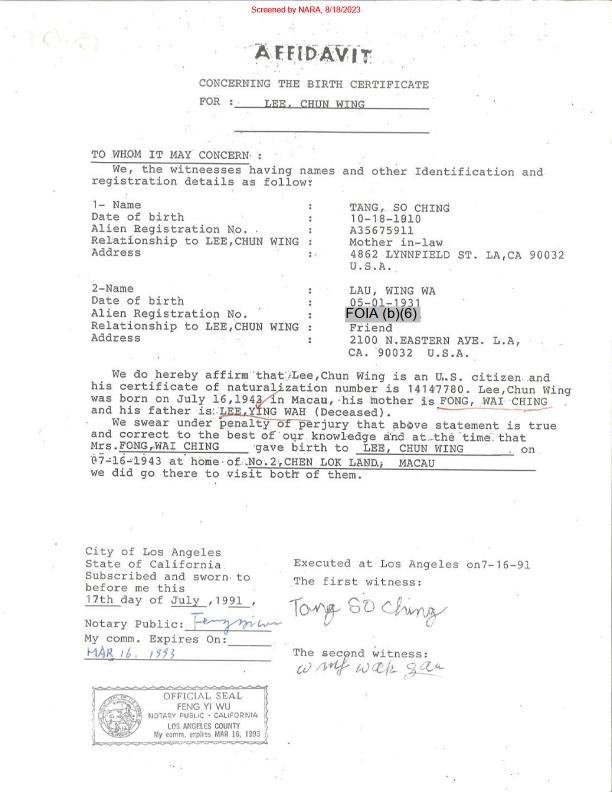 Screened by NARA, 8/18/2023
AFFIDAVIT
CONCERNING THE BIRTH CERTIFICATE
FOR : LEE, CHUN WING
TO WHOM IT MAY CONCERN :
We, the witneesses having names and other Identification and
registration details as follow:
1- Name : TANG, SO CHING
Date of birth : 10-18-1910
Alien Registration No. : A35675911
Relationship to LEE,CHUN WING : Mother in-law
Address : 4862 LYNNFIELD ST. LA,CA 90032
U.S.A.
2-Name : LAU, WING WA
Date of birth : 05-01-1931
Alien Registration No. : FOIA (b)(6)
Relationship to LEE,CHUN WING : Friend
Address : 2100 N.EASTERN AVE. L.A,
CA. 90032 U.S.A.
We do hereby affirm that Lee,Chun Wing is an U.S. citizen and
his certificate of naturalization number is 14147780. Lee,Chun Wing
was born on July 16,1943 in Macau, his mother is FONG, WAI CHING
and his father is LEE,YING WAH (Deceased).
We swear under penalty of perjury that above statement is true
and correct to the best of our knowledge and at the time that
Mrs.FONG,WAI CHING gave birth to LEE, CHUN WING on
07-16-1943 at home of No.2,CHEN LOK LAND, MACAU
we did go there to visit both of them.
City of Los Angeles
State of California
Subscribed and sworn to
before me this
17th day of July ,1991 ,
Notary Public:
My comm. Expires On:
MAR 16. 1993
Executed at Los Angeles on7-16-91
The first witness:
Tang SO Ching
The second witness:
OFFICIAL SEAL
FENG YI WU
NOTARY PUBLIC • CALIFORNIA
LOS ANGELES COUNTY
My comm. expires MAR 16, 1993